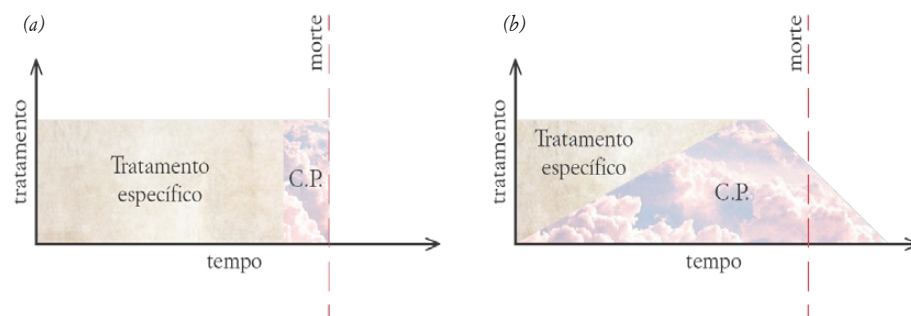 (a)
morte
tratamento
Tratamento
específico
C.P.
tempo
(b)
morte
tratamento
Tratamento
específico
C.P.
tempo